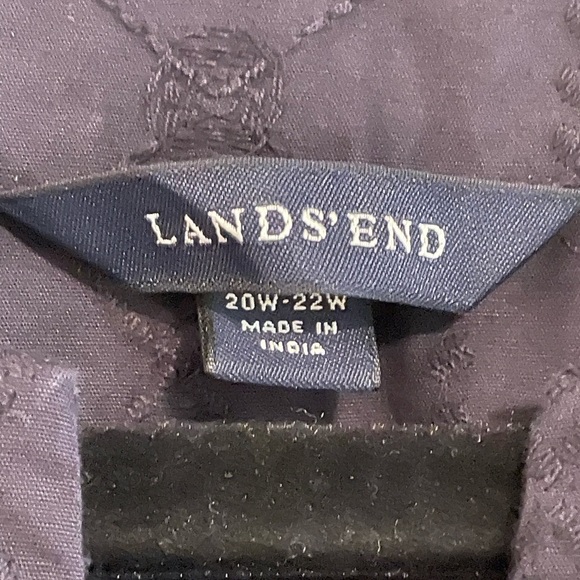 LANDS' END
20W-22W
MADE IN
INDIA